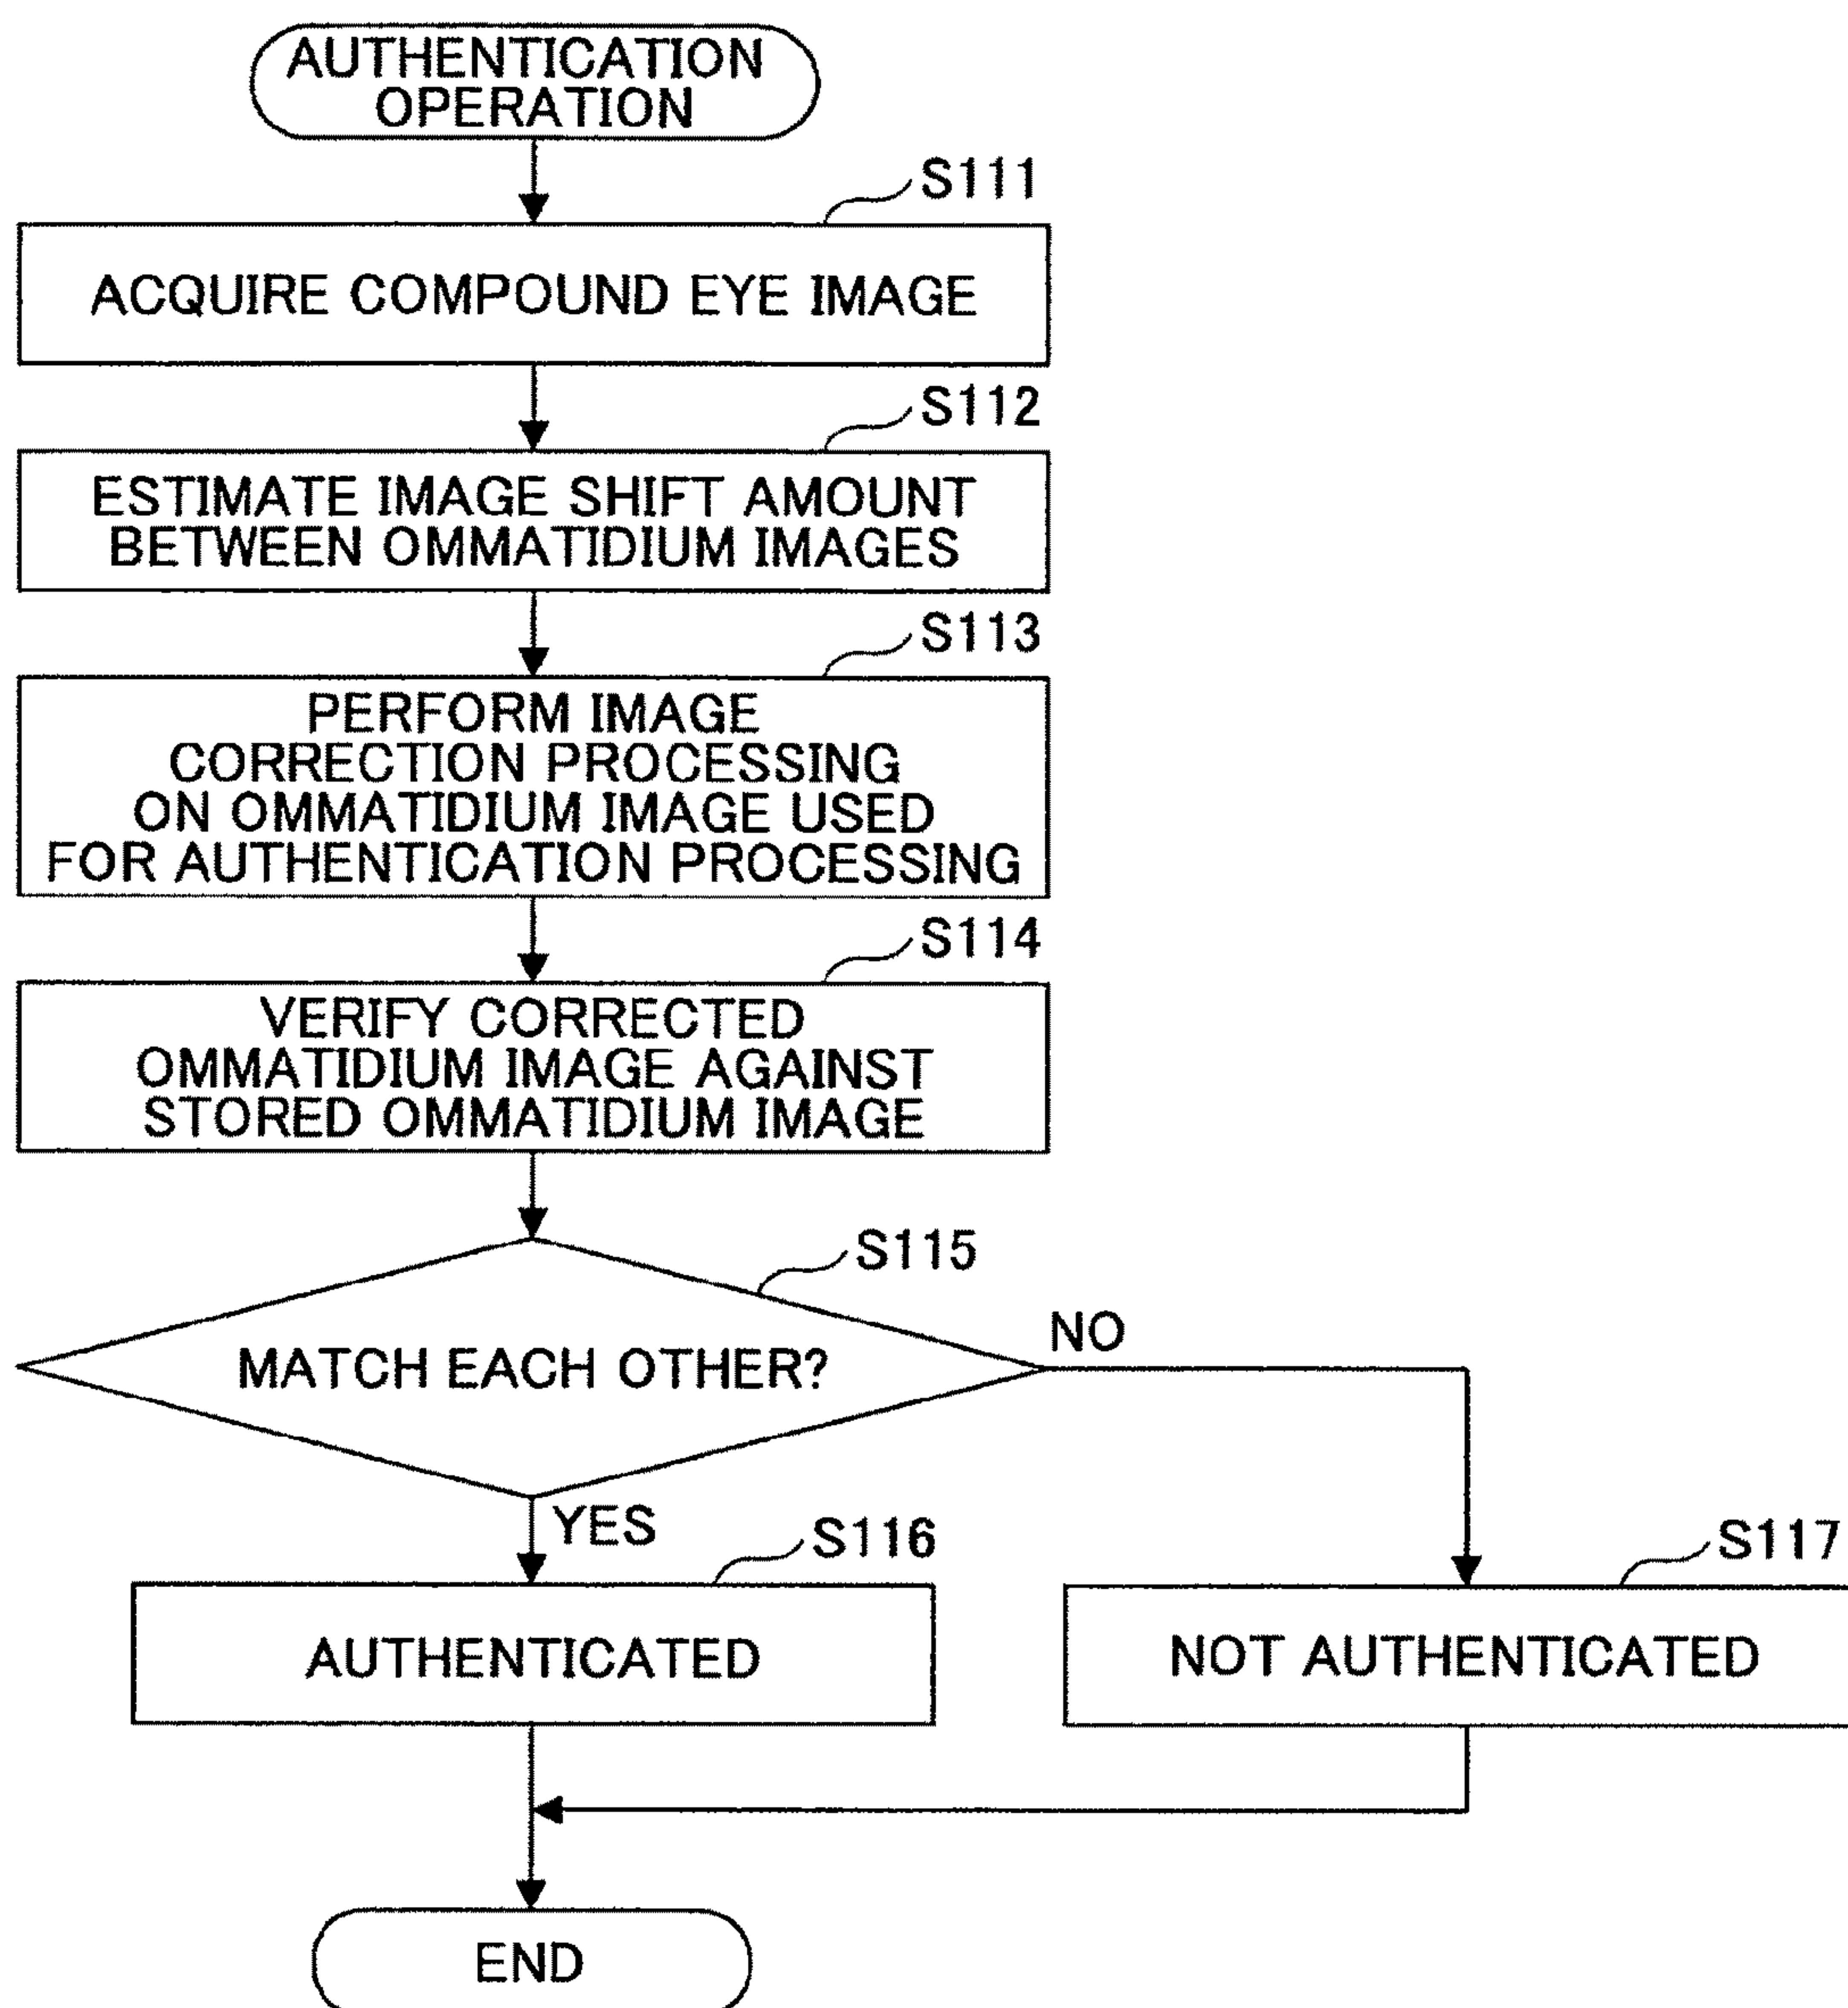 AUTHENTICATION
OPERATION
S111
ACQUIRE COMPOUND EYE IMAGE
S112
ESTIMATE IMAGE SHIFT AMOUNT
BETWEEN OMMATIDIUM IMAGES
S113
PERFORM IMAGE
CORRECTION PROCESSING
ON OMMATIDIUM IMAGE USED
FOR AUTHENTICATION PROCESSING
S114
VERIFY CORRECTED
OMMATIDIUM IMAGE AGAINST
STORED OMMATIDIUM IMAGE
S115
MATCH EACH OTHER?
NO
YES
S116
AUTHENTICATED
S117
NOT AUTHENTICATED
END